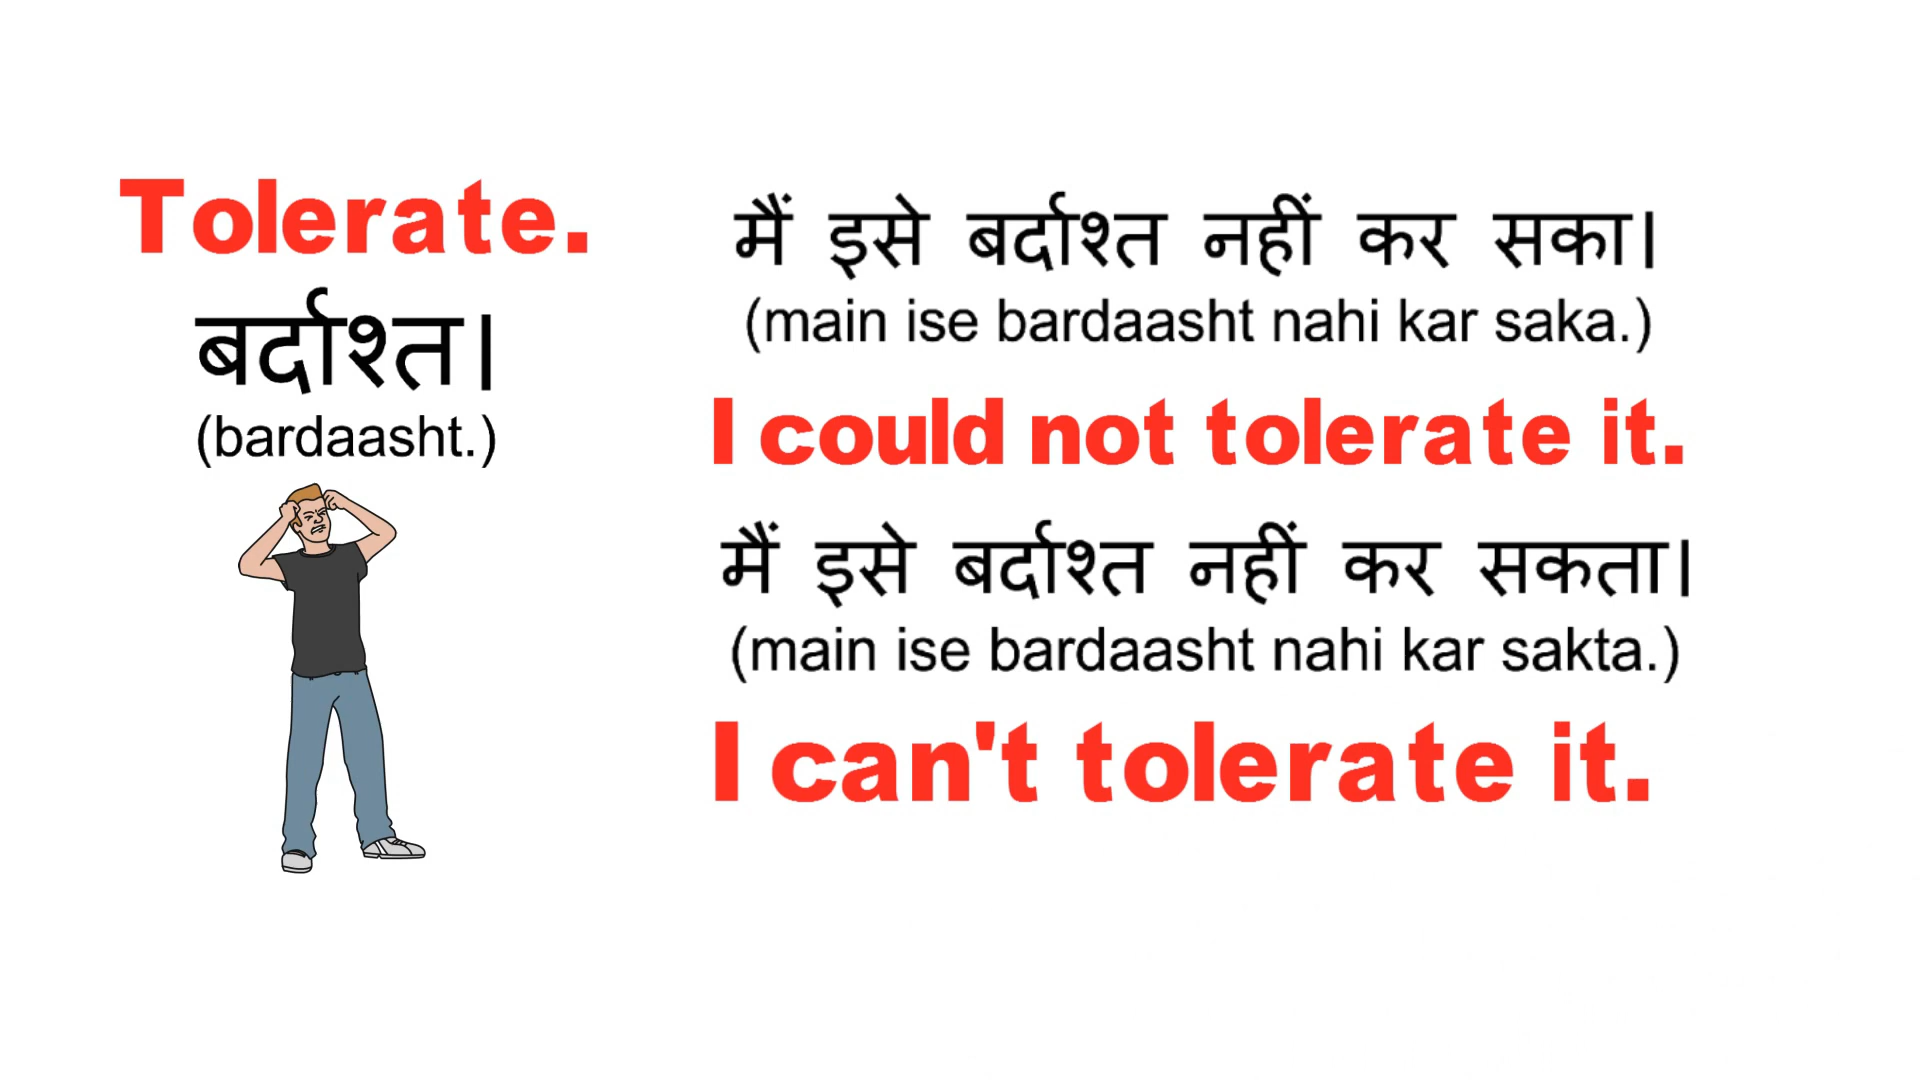 Tolerate.
बर्दाश्त।
(bardaasht.)
मैं इसे बर्दाश्त नहीं कर सका।
(main ise bardaasht nahi kar saka.)
I could not tolerate it.
मैं इसे बर्दाश्त नहीं कर सकता।
(main ise bardaasht nahi kar sakta.)
I can't tolerate it.